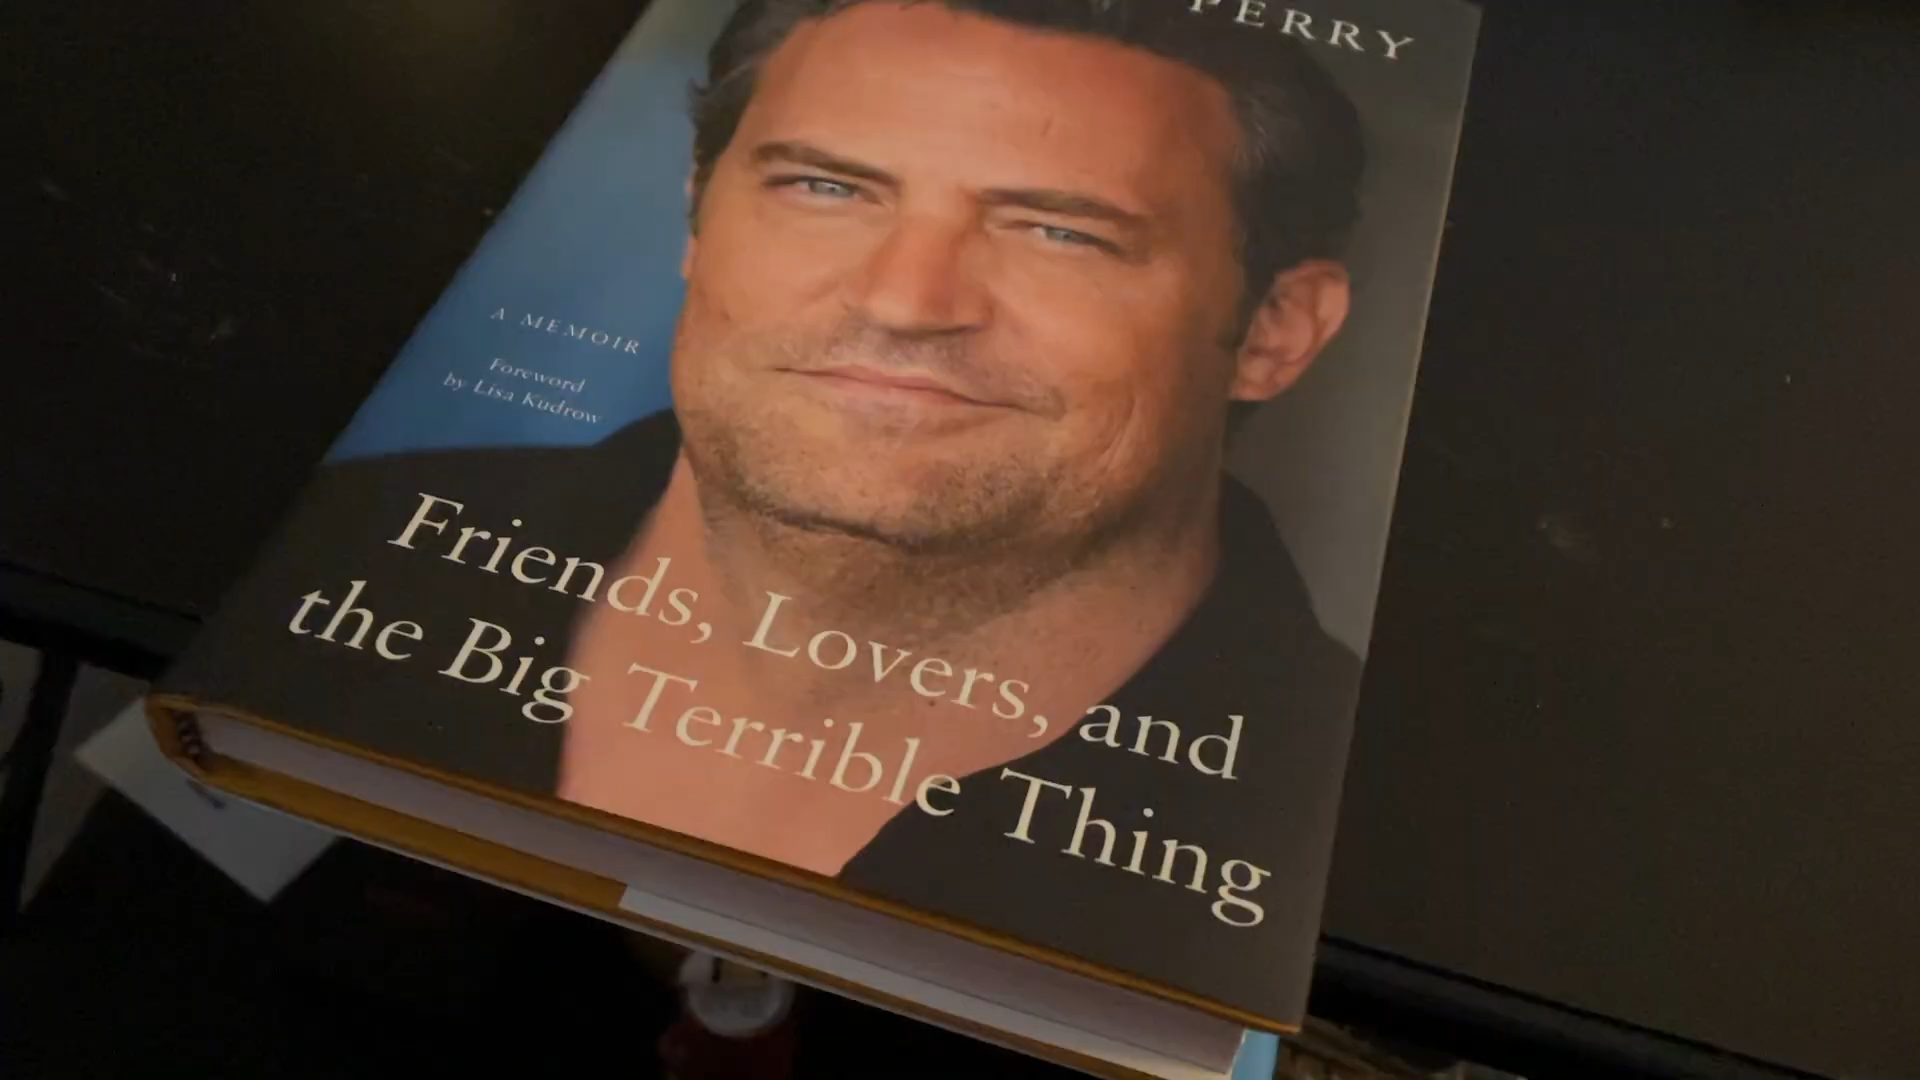 PERRY
A MEMOIR
Foreword
by Lisa Kudrow
Friends, Lovers, and
the Big Terrible Thing